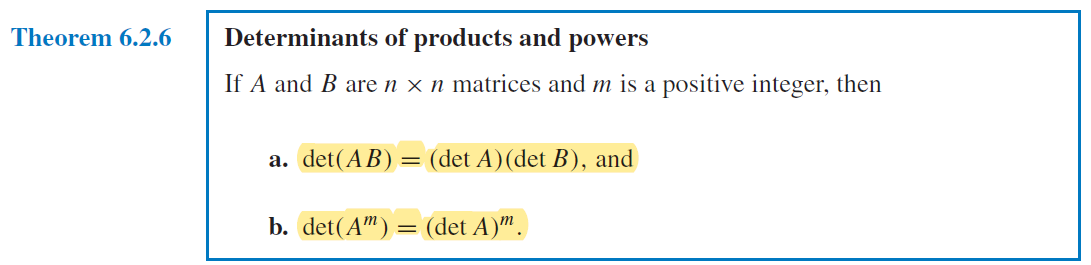 Theorem 6.2.6
Determinants of products and powers
If A and B are n × n matrices and m is a positive integer, then
a. det(AB) = (det A)(det B), and
b. det(Aᵐ) = (det A)ᵐ.